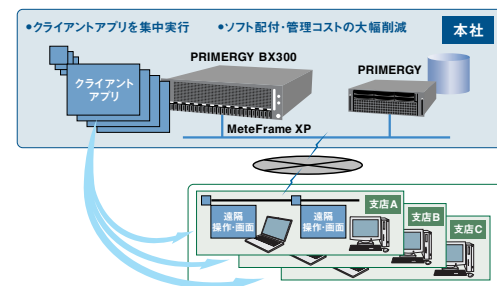 •クライアントアプリを集中実行 •ソフト配付・管理コストの大幅削減
本社
PRIMERGY BX300
PRIMERGY
クライアント
アプリ
MeteFrame XP
支店A
遠隔
操作・画面
遠隔
操作・画面
支店B
支店C